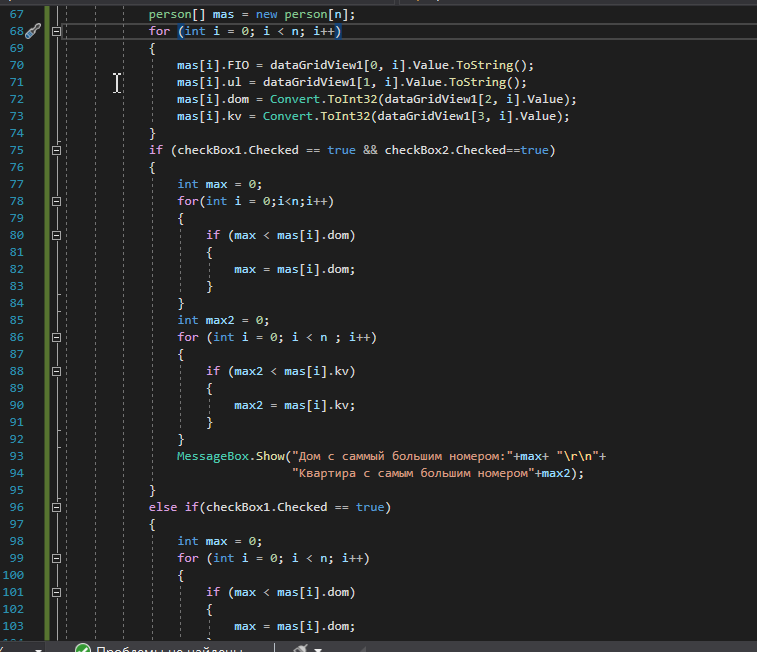 67 person[] mas = new person[n];
68 for (int i = 0; i < n; i++)
69 {
70 mas[i].FIO = dataGridView1[0, i].Value.ToString();
71 mas[i].ul = dataGridView1[1, i].Value.ToString();
72 mas[i].dom = Convert.ToInt32(dataGridView1[2, i].Value);
73 mas[i].kv = Convert.ToInt32(dataGridView1[3, i].Value);
74 }
75 if (checkBox1.Checked == true && checkBox2.Checked==true)
76 {
77 int max = 0;
78 for(int i = 0;i<n;i++)
79 {
80 if (max < mas[i].dom)
81 {
82 max = mas[i].dom;
83 }
84 }
85 int max2 = 0;
86 for (int i = 0; i < n ; i++)
87 {
88 if (max2 < mas[i].kv)
89 {
90 max2 = mas[i].kv;
91 }
92 }
93 MessageBox.Show("Дом с саммый большим номером:"+max+ "\r\n"+
94 "Квартира с самым большим номером"+max2);
95 }
96 else if(checkBox1.Checked == true)
97 {
98 int max = 0;
99 for (int i = 0; i < n; i++)
100 {
101 if (max < mas[i].dom)
102 {
103 max = mas[i].dom;
Проблемы не найдены